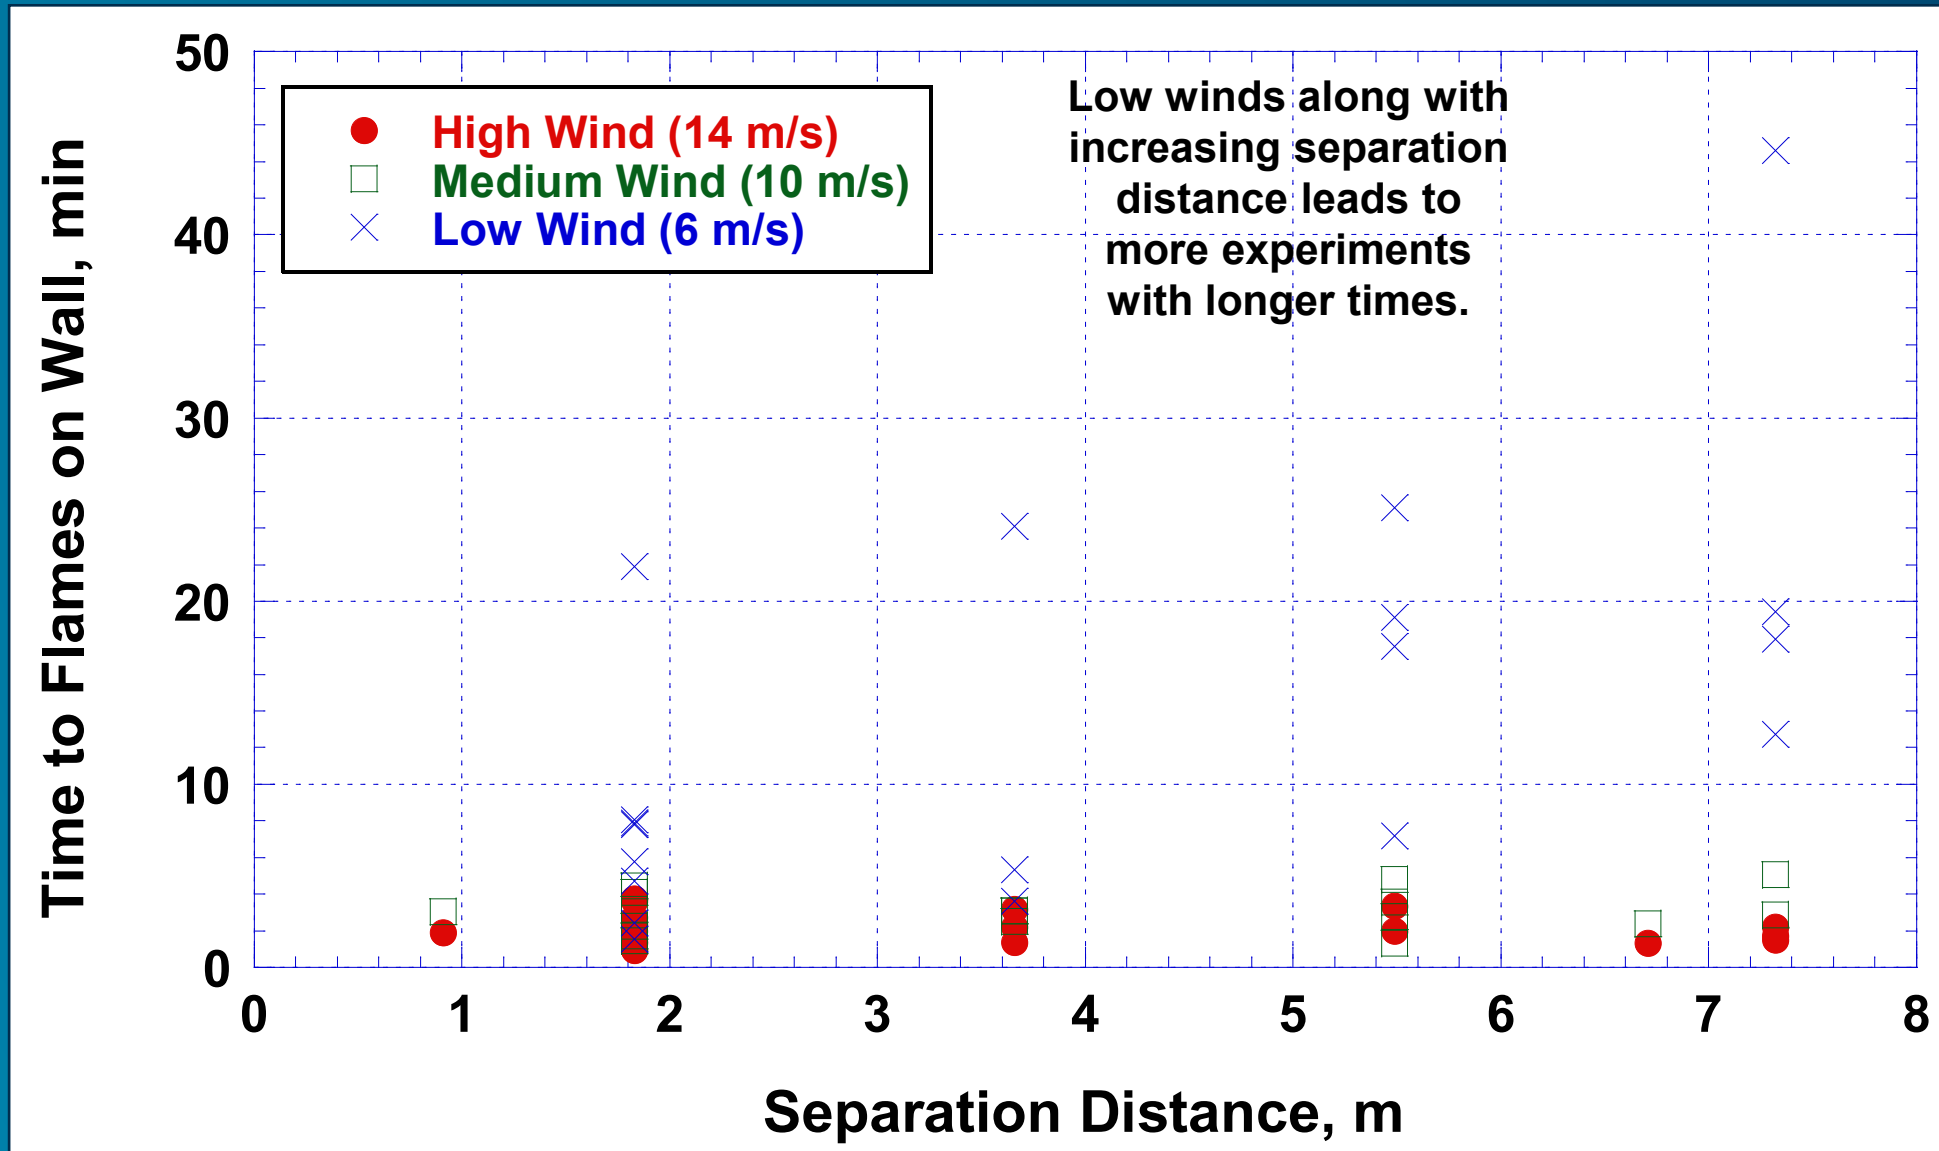 50
High Wind (14 m/s)
Medium Wind (10 m/s)
Low Wind (6 m/s)
Low winds along with
increasing separation
distance leads to
more experiments
with longer times.
40
30
20
10
0
Time to Flames on Wall, min
0 1 2 3 4 5 6 7 8
Separation Distance, m